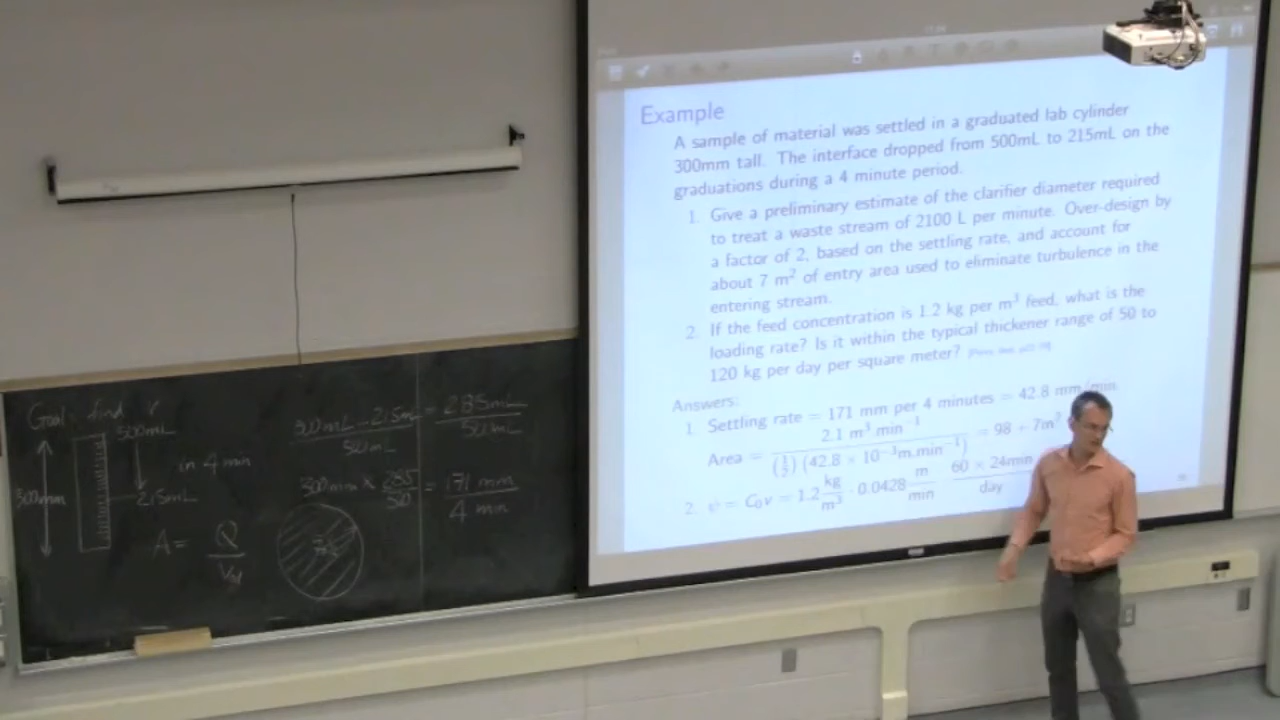 Example
A sample of material was settled in a graduated lab cylinder
300mm tall. The interface dropped from 500mL to 215mL on the
graduations during a 4 minute period.
1. Give a preliminary estimate of the clarifier diameter required
to treat a waste stream of 2100 L per minute. Over-design by
a factor of 2, based on the settling rate, and account for
about 7 m² of entry area used to eliminate turbulence in the
entering stream.
2. If the feed concentration is 1.2 kg per m³ feed, what is the
loading rate? Is it within the typical thickener range of 50 to
120 kg per day per square meter?
Answers:
1. Settling rate = 171 mm per 4 minutes = 42.8 mm/min
Area = 2.1 m³.min⁻¹ / (½) (42.8 × 10⁻³m.min⁻¹) = 98 + 7m²
2. ψ = C₀v = 1.2 kg/m³ · 0.0428 m/min · 60 × 24min/day
Goal: find v
500mL
300mm
in 4 min
215mL
A = Q
500mL - 215m = 285mL
500mL
300mm × 285 = 171 mm
4 min